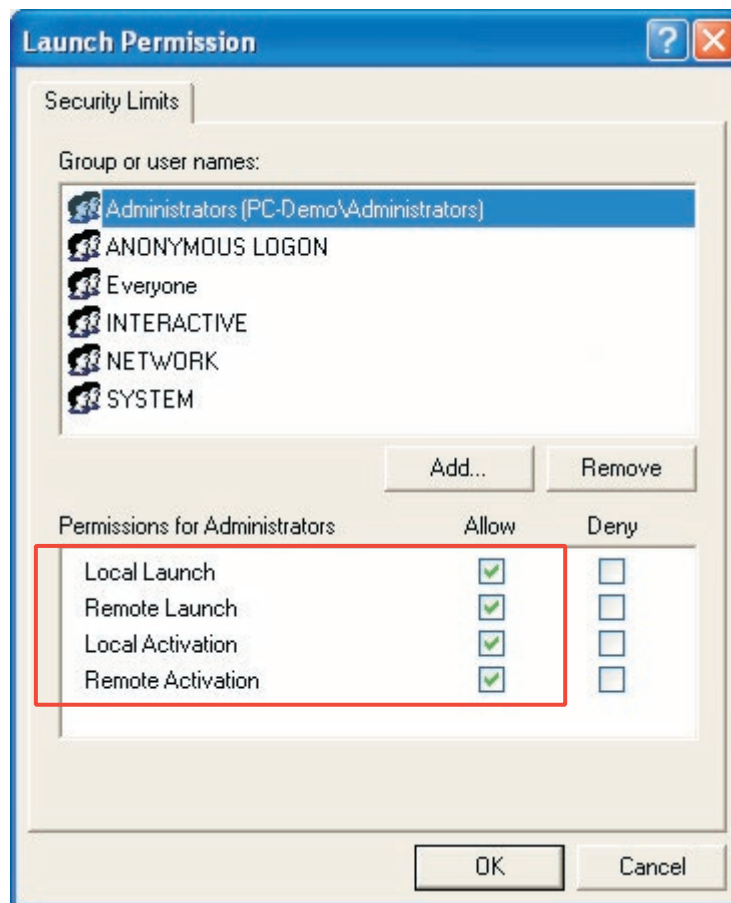 Launch Permission
Security Limits
Group or user names:
Administrators (PC-Demo\Administrators)
ANONYMOUS LOGON
Everyone
INTERACTIVE
NETWORK
SYSTEM
Add... Remove
Permissions for Administrators Allow Deny
Local Launch
Remote Launch
Local Activation
Remote Activation
OK Cancel